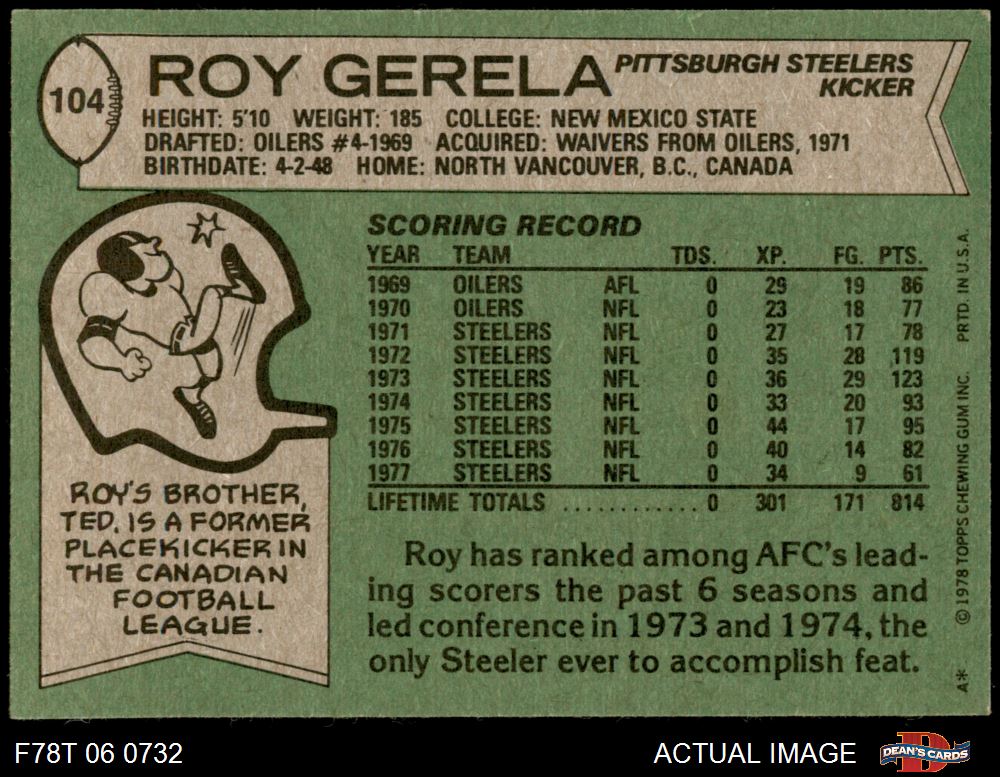 104
ROY GERELA
PITTSBURGH STEELERS
KICKER
HEIGHT: 5'10 WEIGHT: 185 COLLEGE: NEW MEXICO STATE
DRAFTED: OILERS #4-1969 ACQUIRED: WAIVERS FROM OILERS, 1971
BIRTHDATE: 4-2-48 HOME: NORTH VANCOUVER, B.C., CANADA
ROY'S BROTHER,
TED, IS A FORMER
PLACEKICKER IN
THE CANADIAN
FOOTBALL
LEAGUE.
SCORING RECORD
YEAR TEAM TDS. XP. FG. PTS.
1969 OILERS AFL 0 29 19 86
1970 OILERS NFL 0 23 18 77
1971 STEELERS NFL 0 27 17 78
1972 STEELERS NFL 0 35 28 119
1973 STEELERS NFL 0 36 29 123
1974 STEELERS NFL 0 33 20 93
1975 STEELERS NFL 0 44 17 95
1976 STEELERS NFL 0 40 14 82
1977 STEELERS NFL 0 34 9 61
LIFETIME TOTALS ............ 0 301 171 814
Roy has ranked among AFC's lead-
ing scorers the past 6 seasons and
led conference in 1973 and 1974, the
only Steeler ever to accomplish feat.
A* ©1978 TOPPS CHEWING GUM INC. PRTD. IN U.S.A.
F78T 06 0732
ACTUAL IMAGE
DEAN'S CARDS